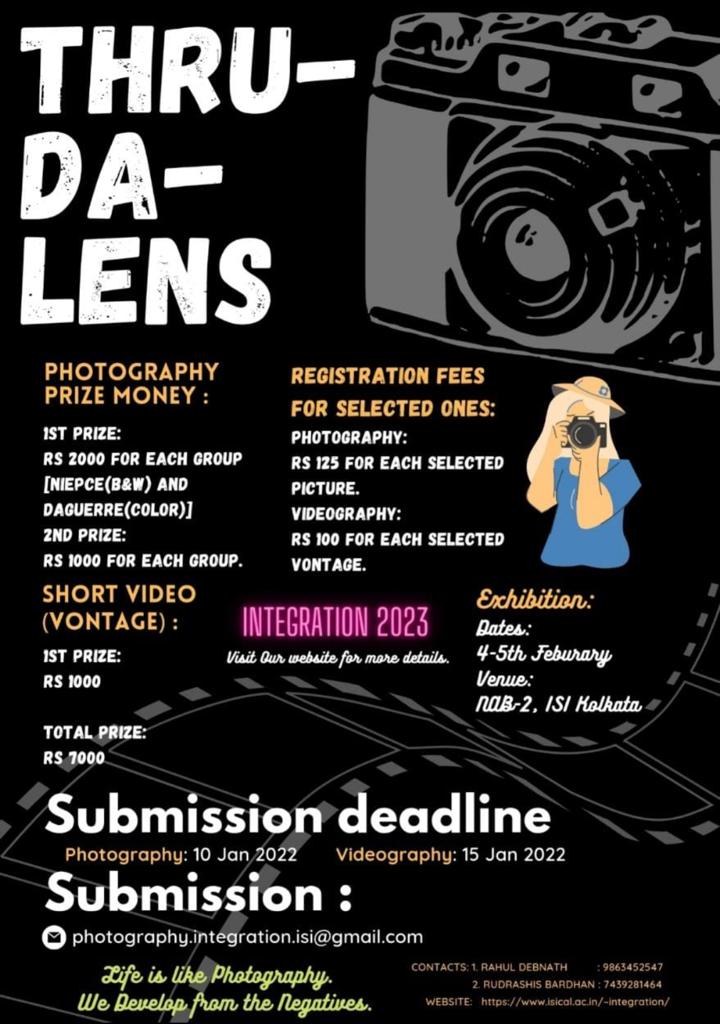 THRU-
DA-
LENS
PHOTOGRAPHY
PRIZE MONEY :
1ST PRIZE:
RS 2000 FOR EACH GROUP
[NIEPCE(B&W) AND
DAGUERRE(COLOR)]
2ND PRIZE:
RS 1000 FOR EACH GROUP.
REGISTRATION FEES
FOR SELECTED ONES:
PHOTOGRAPHY:
RS 125 FOR EACH SELECTED
PICTURE.
VIDEOGRAPHY:
RS 100 FOR EACH SELECTED
VONTAGE.
SHORT VIDEO
(VONTAGE) :
1ST PRIZE:
RS 1000
TOTAL PRIZE:
RS 7000
INTEGRATION 2023
Visit Our website for more details.
Exhibition:
Dates:
4-5th Feburary
Venue:
NAB-2, ISI Kolkata
Submission deadline
Photography: 10 Jan 2022 Videography: 15 Jan 2022
Submission :
photography.integration.isi@gmail.com
Life is like Photography.
We Develop from the Negatives.
CONTACTS: 1. RAHUL DEBNATH : 9863452547
2. RUDRASHIS BARDHAN : 7439281464
WEBSITE: https://www.isical.ac.in/~integration/